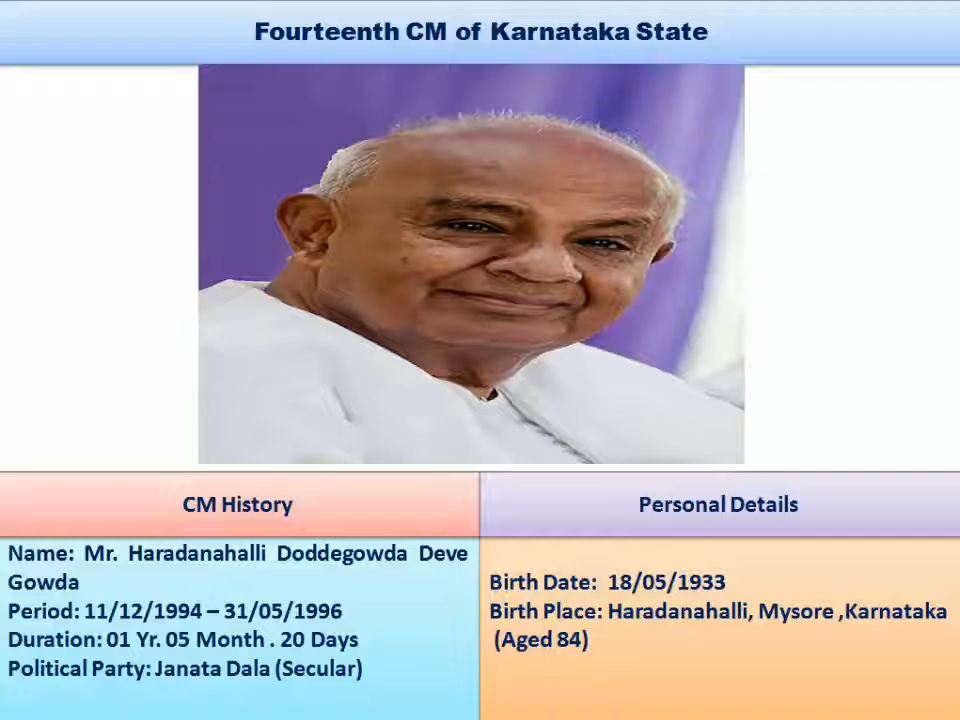 Fourteenth CM of Karnataka State
CM History
Name: Mr. Haradanahalli Doddegowda Deve
Gowda
Period: 11/12/1994 – 31/05/1996
Duration: 01 Yr. 05 Month . 20 Days
Political Party: Janata Dala (Secular)
Personal Details
Birth Date: 18/05/1933
Birth Place: Haradanahalli, Mysore ,Karnataka
(Aged 84)